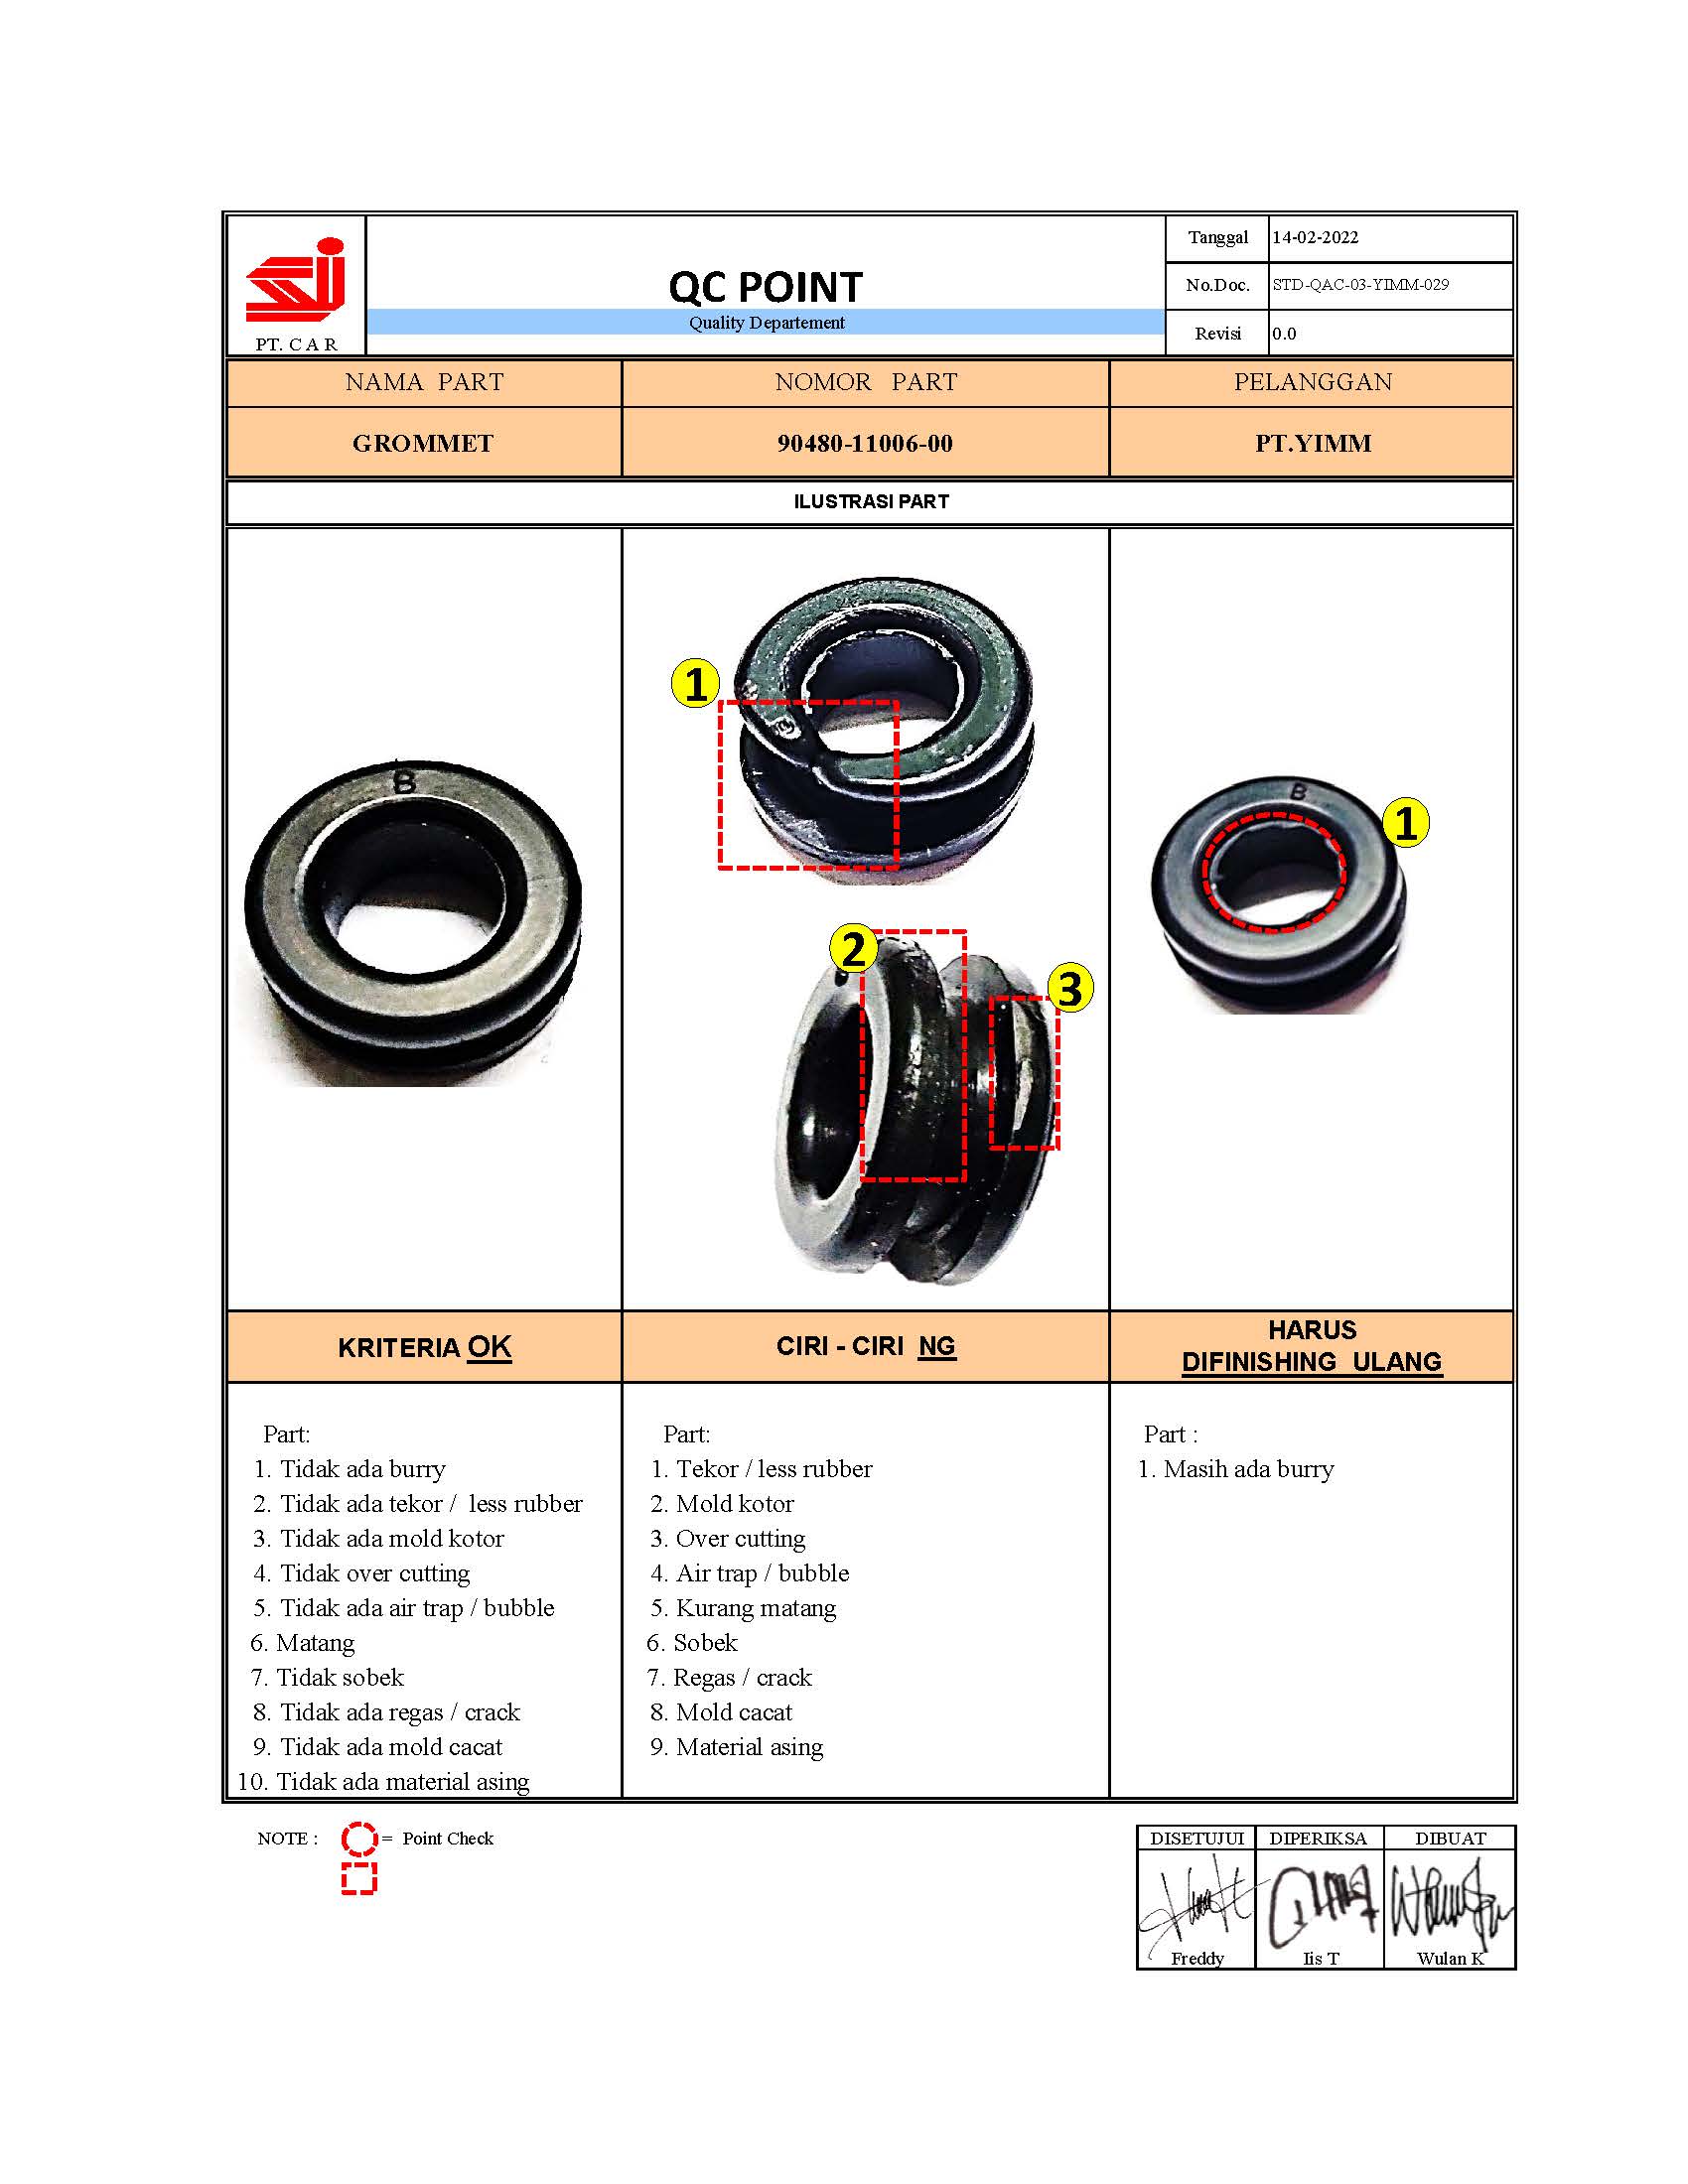 PT. C A R
QC POINT
Quality Departement
Tanggal 14-02-2022
No.Doc. STD-QAC-03-YIMM-029
Revisi 0.0
NAMA PART NOMOR PART PELANGGAN
GROMMET 90480-11006-00 PT.YIMM
ILUSTRASI PART
B
1
2
3
B
1
KRITERIA OK
CIRI - CIRI NG
HARUS
DIFINISHING ULANG
Part:
1. Tidak ada burry
2. Tidak ada tekor / less rubber
3. Tidak ada mold kotor
4. Tidak over cutting
5. Tidak ada air trap / bubble
6. Matang
7. Tidak sobek
8. Tidak ada regas / crack
9. Tidak ada mold cacat
10. Tidak ada material asing
Part:
1. Tekor / less rubber
2. Mold kotor
3. Over cutting
4. Air trap / bubble
5. Kurang matang
6. Sobek
7. Regas / crack
8. Mold cacat
9. Material asing
Part :
1. Masih ada burry
NOTE : = Point Check
DISETUJUI DIPERIKSA DIBUAT
Freddy Iis T Wulan K